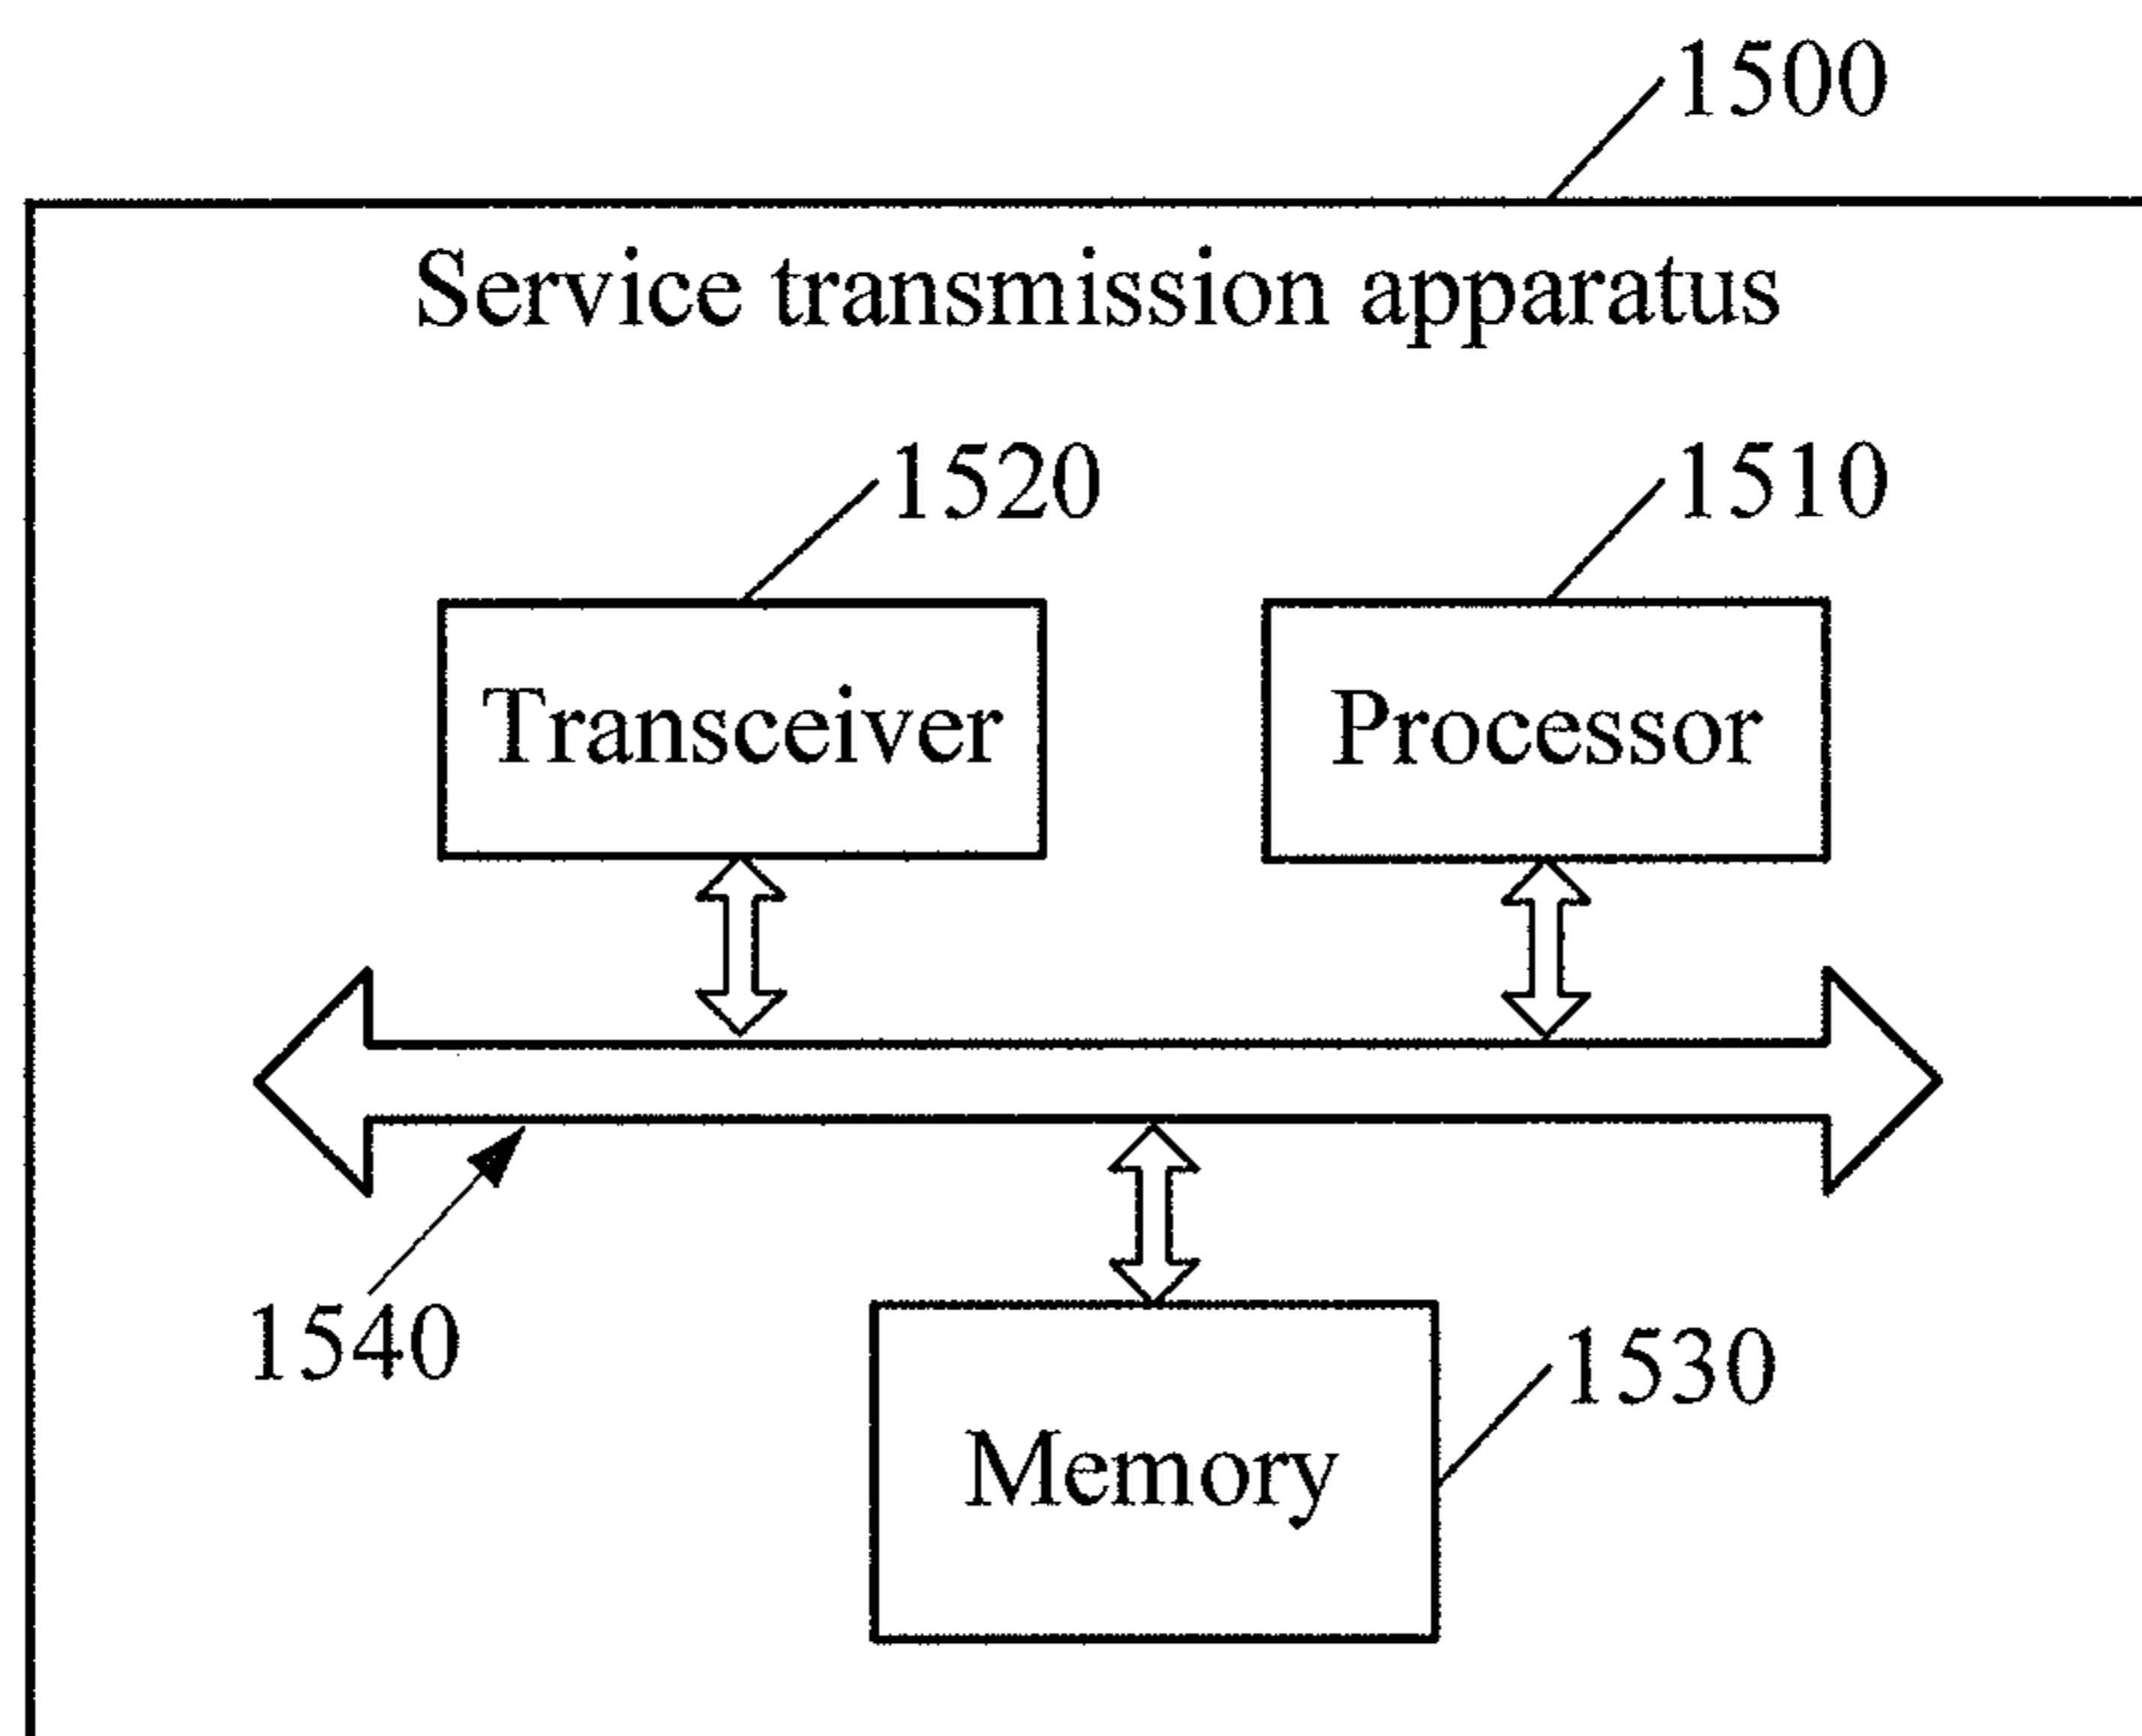 1500
Service transmission apparatus
1520
1510
Transceiver
Processor
1540
1530
Memory